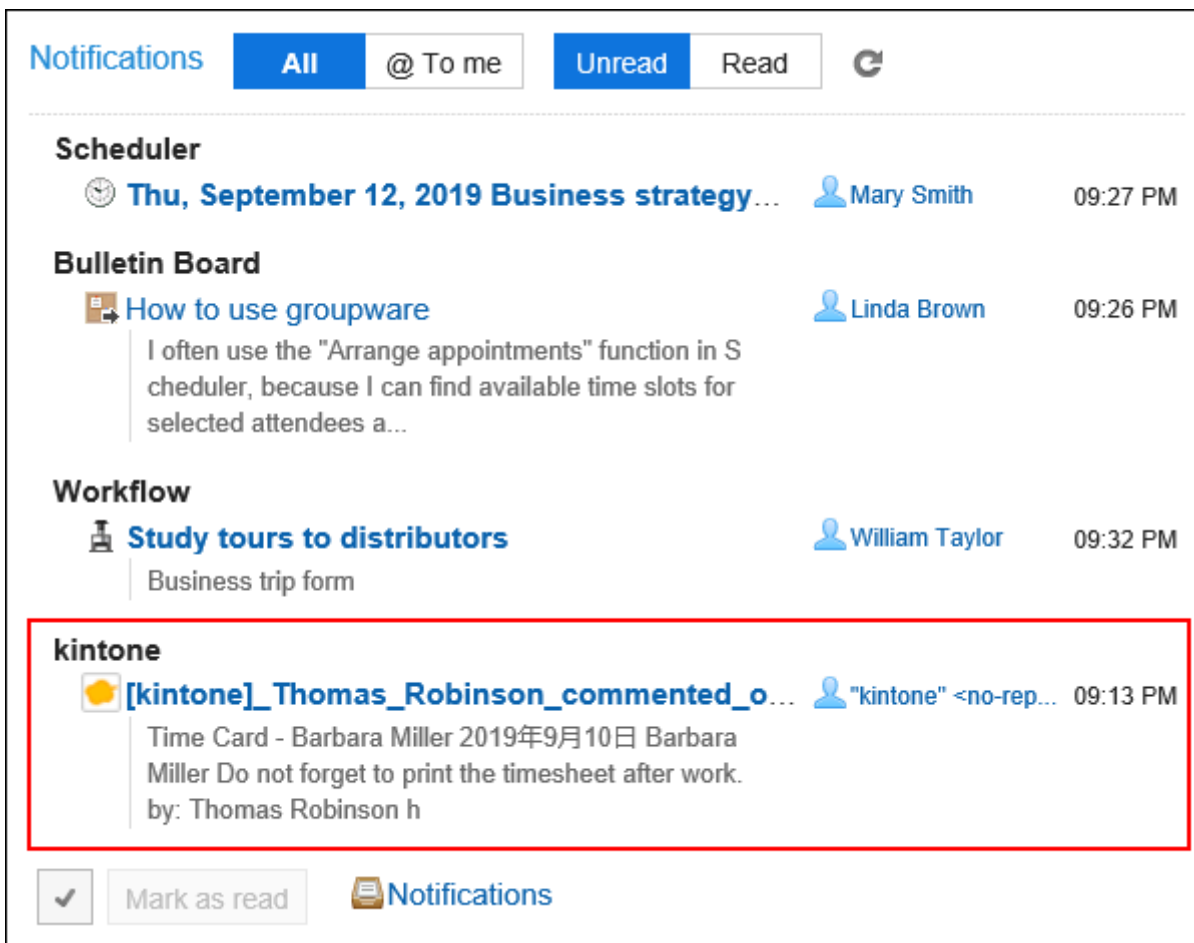 Notifications All @ To me Unread Read
Scheduler
Thu, September 12, 2019 Business strategy... Mary Smith 09:27 PM
Bulletin Board
How to use groupware Linda Brown 09:26 PM
I often use the "Arrange appointments" function in S
cheduler, because I can find available time slots for
selected attendees a...
Workflow
Study tours to distributors William Taylor 09:32 PM
Business trip form
kintone
[kintone]_Thomas_Robinson_commented_o... "kintone" <no-rep... 09:13 PM
Time Card - Barbara Miller 2019年9月10日 Barbara
Miller Do not forget to print the timesheet after work.
by: Thomas Robinson h
Mark as read Notifications